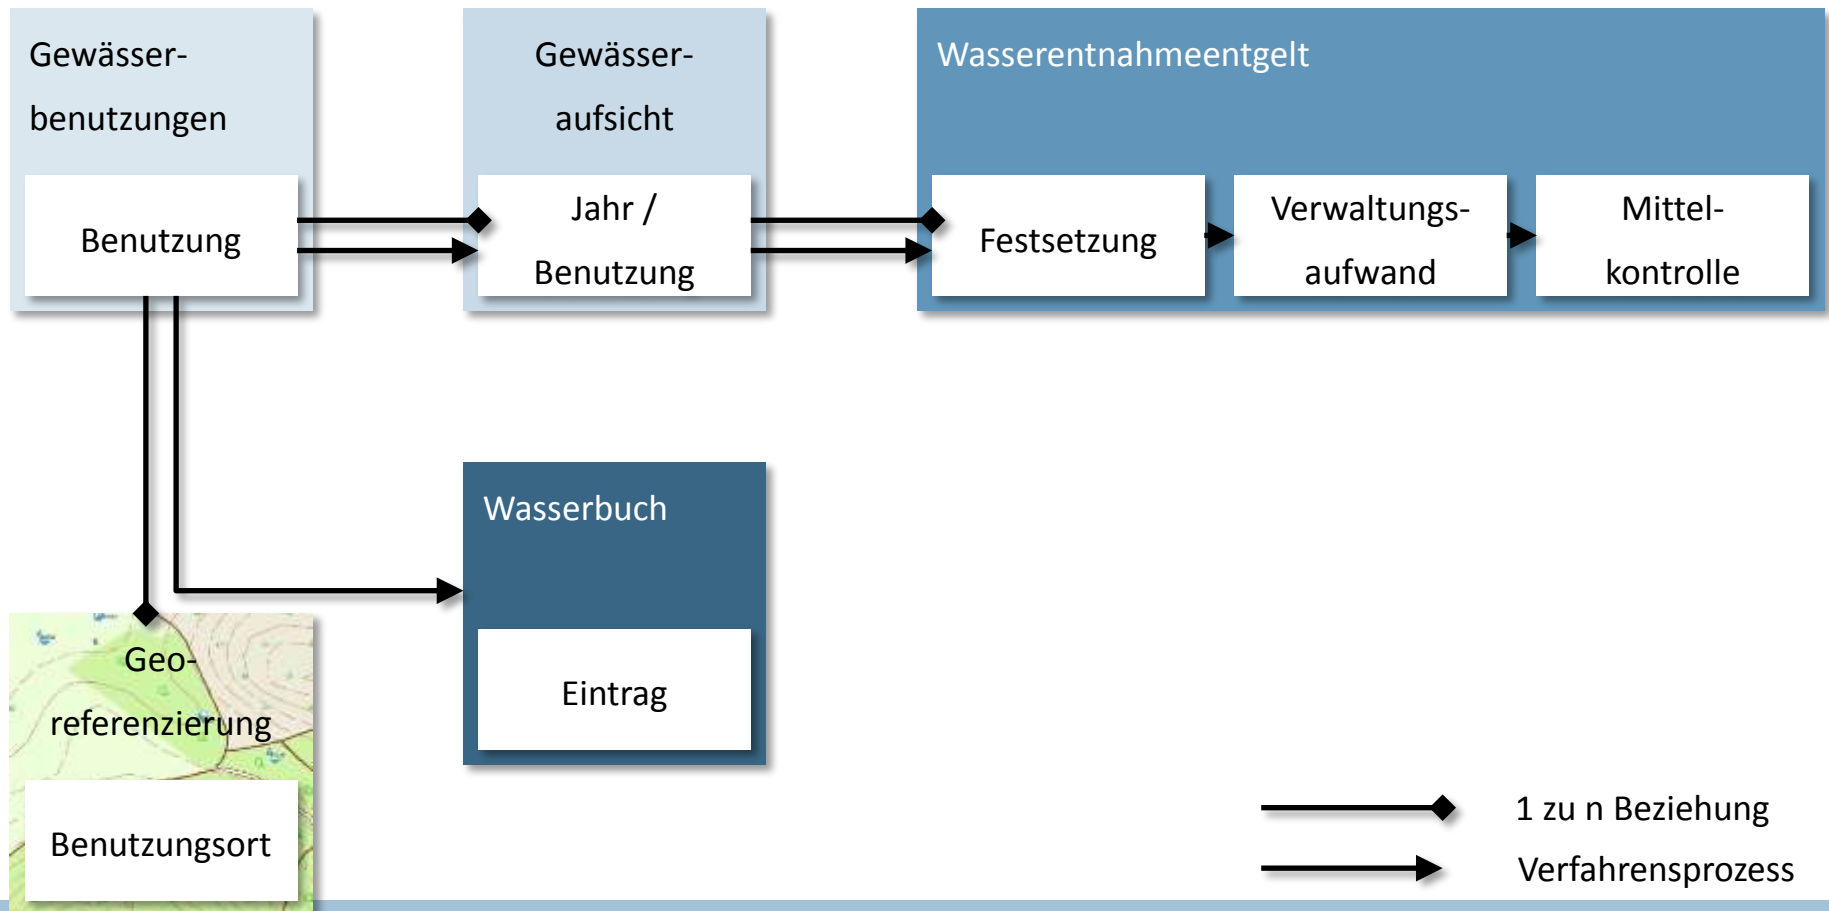 Gewässer-
benutzungen
Benutzung
Gewässer-
aufsicht
Jahr /
Benutzung
Wasserentnahmeentgelt
Festsetzung
Verwaltungs-
aufwand
Mittel-
kontrolle
Wasserbuch
Eintrag
Geo-
referenzierung
Benutzungsort
1 zu n Beziehung
Verfahrensprozess